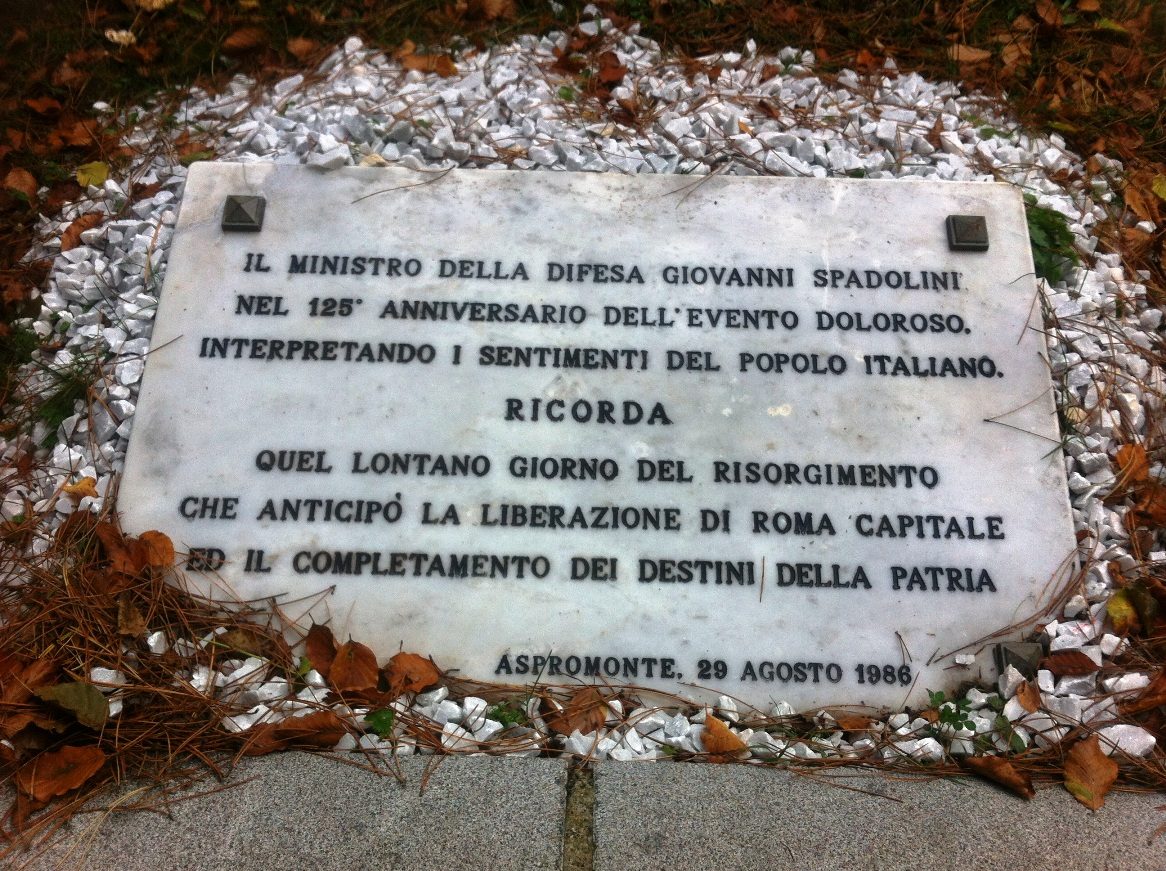 IL MINISTRO DELLA DIFESA GIOVANNI SPADOLINI
NEL 125° ANNIVERSARIO DELL'EVENTO DOLOROSO.
INTERPRETANDO I SENTIMENTI DEL POPOLO ITALIANO.
RICORDA
QUEL LONTANO GIORNO DEL RISORGIMENTO
CHE ANTICIPÒ LA LIBERAZIONE DI ROMA CAPITALE
ED IL COMPLETAMENTO DEI DESTINI DELLA PATRIA
ASPROMONTE, 29 AGOSTO 1986